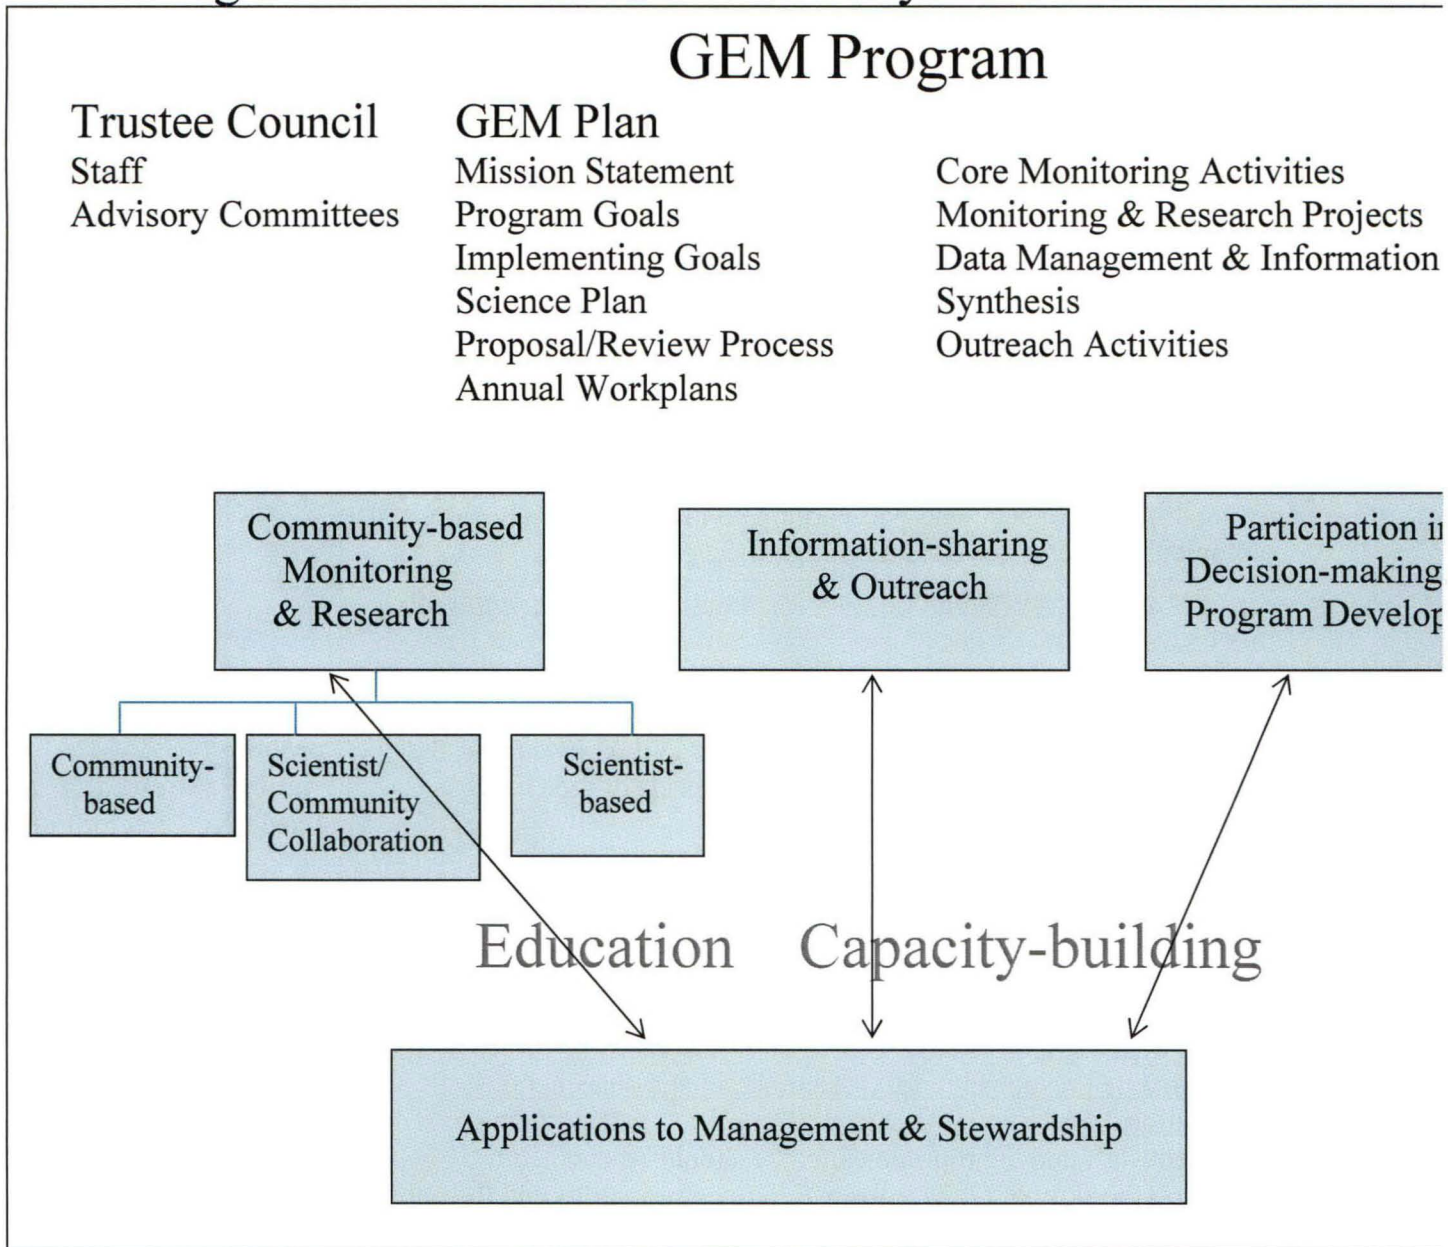 GEM Program
Trustee Council
Staff
Advisory Committees
GEM Plan
Mission Statement
Program Goals
Implementing Goals
Science Plan
Proposal/Review Process
Annual Workplans
Core Monitoring Activities
Monitoring & Research Projects
Data Management & Information
Synthesis
Outreach Activities
Community-based
Monitoring
& Research
Information-sharing
& Outreach
Participation
Decision-making
Program
Community-
based
Scientist/
Community
Collaboration
Scientist-
based
Education Capacity-building
Applications to Management & Stewardship